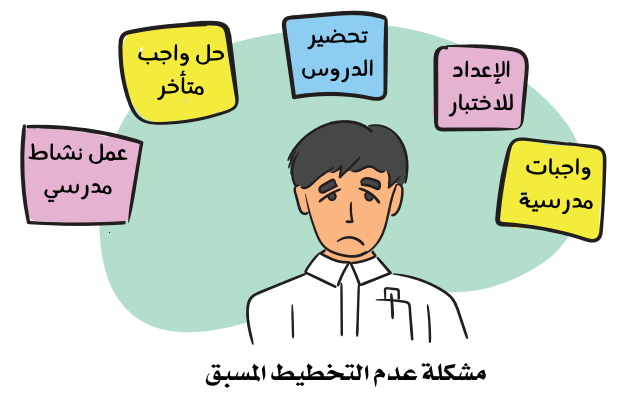 تحضير
الدروس
الإعداد
للاختبار
حل واجب
متأخر
واجبات
مدرسية
عمل نشاط
مدرسي
مشكلة عدم التخطيط المسبق